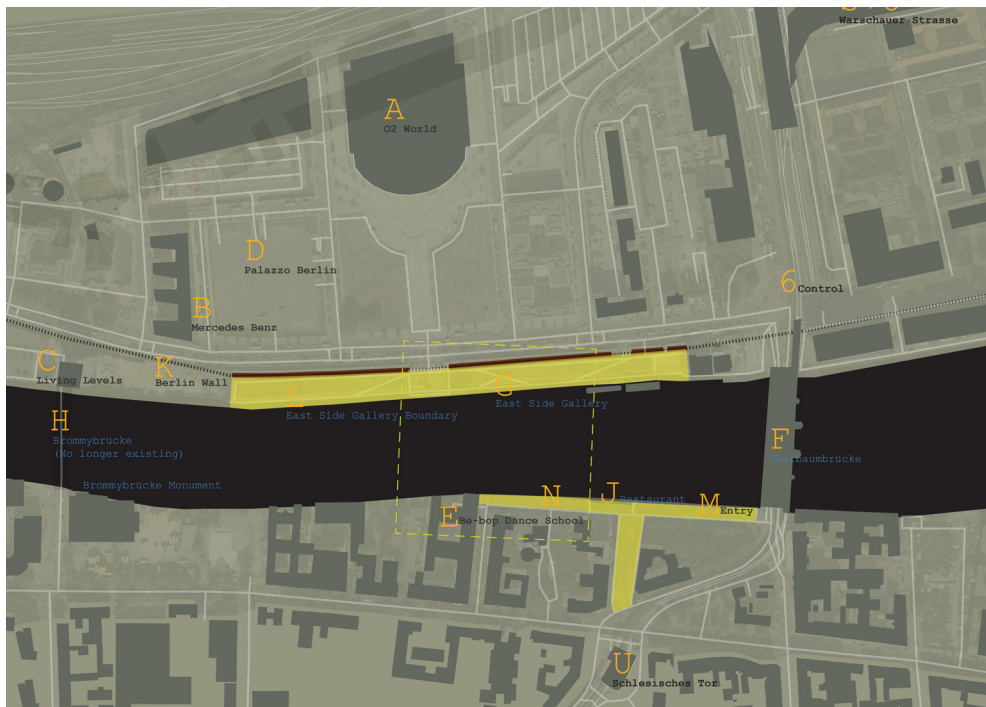 Warschauer Strasse
A
O2 World
D
Palazzo Berlin
6
Control
B
Mercedes Benz
C
Living Levels
K
Berlin Wall
L
East Side Gallery Boundary
G
East Side Gallery
H
Brommybrücke
(No longer existing)
F
Oberbaumbrücke
Brommybrücke Monument
N
J
Restaurant
M
Entry
E
Be-bop Dance School
U
Schlesisches Tor